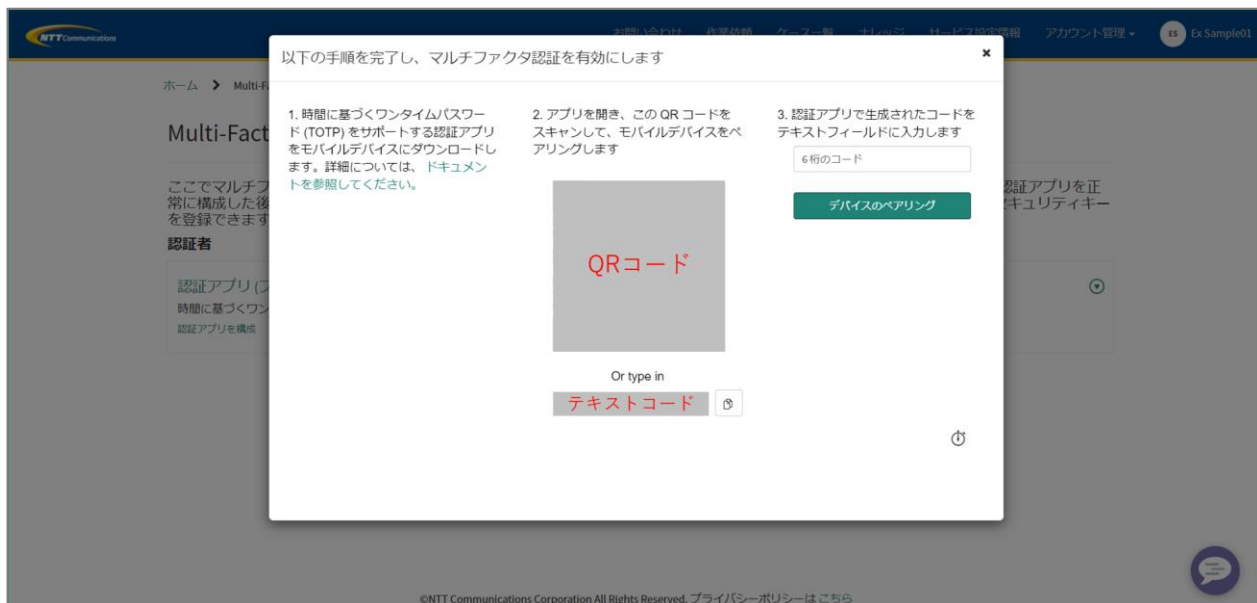 NTT Communications
お問い合わせ 作業依頼 ケース一覧 ナレッジ サービス設定情報 アカウント管理 ES Ex Sample01
以下の手順を完了し、マルチファクタ認証を有効にします
ホーム > Multi-F
Multi-Fact
ここでマルチフ
常に構成した後
を登録できます
認証アプリを正
キュリティキー
認証者
認証アプリ (フ
時間に基づくワン
認証アプリを構成
1. 時間に基づくワンタイムパスワー
ド (TOTP) をサポートする認証アプリ
をモバイルデバイスにダウンロードし
ます。詳細については、 ドキュメン
トを参照してください。
2. アプリを開き、この QR コードを
スキャンして、モバイルデバイスをペ
アリングします
QRコード
Or type in
テキストコード
3. 認証アプリで生成されたコードを
テキストフィールドに入力します
6 桁のコード
デバイスのペアリング
©NTT Communications Corporation All Rights Reserved. プライバシーポリシーは こちら